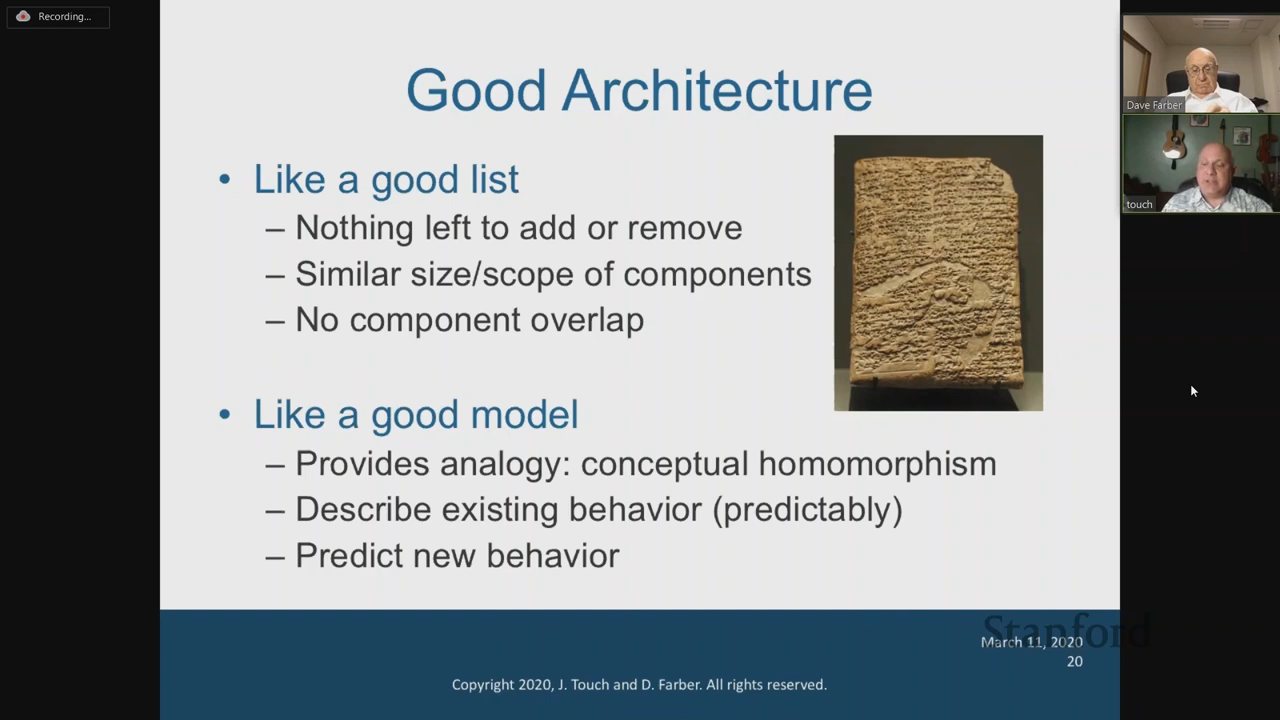 Recording...
Good Architecture
• Like a good list
– Nothing left to add or remove
– Similar size/scope of components
– No component overlap
• Like a good model
– Provides analogy: conceptual homomorphism
– Describe existing behavior (predictably)
– Predict new behavior
Dave Farber
touch
Stanford
March 11, 2020
20
Copyright 2020, J. Touch and D. Farber. All rights reserved.